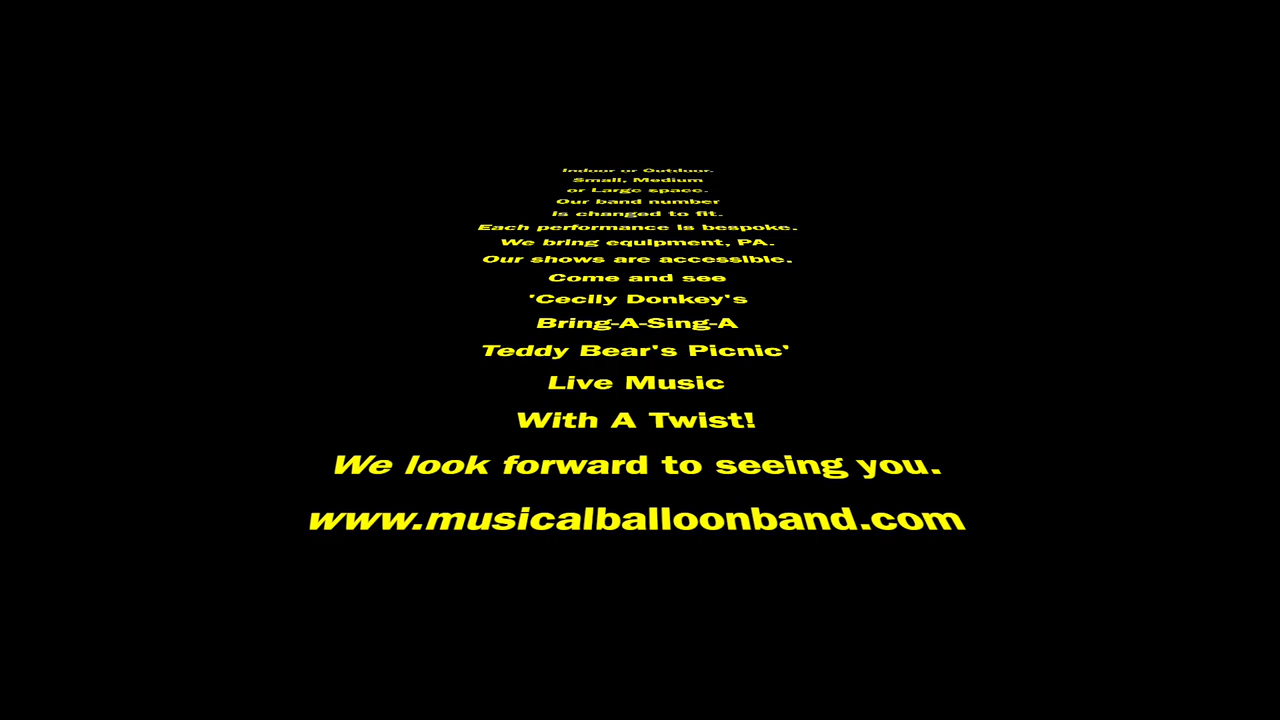 Indoor or Outdoor.
Small, Medium
or Large space.
Our band number
is changed to fit.
Each performance is bespoke.
We bring equipment, PA.
Our shows are accessible.
Come and see
'Cecily Donkey's
Bring-A-Sing-A
Teddy Bear's Picnic'
Live Music
With A Twist!
We look forward to seeing you.
www.musicalballoonband.com